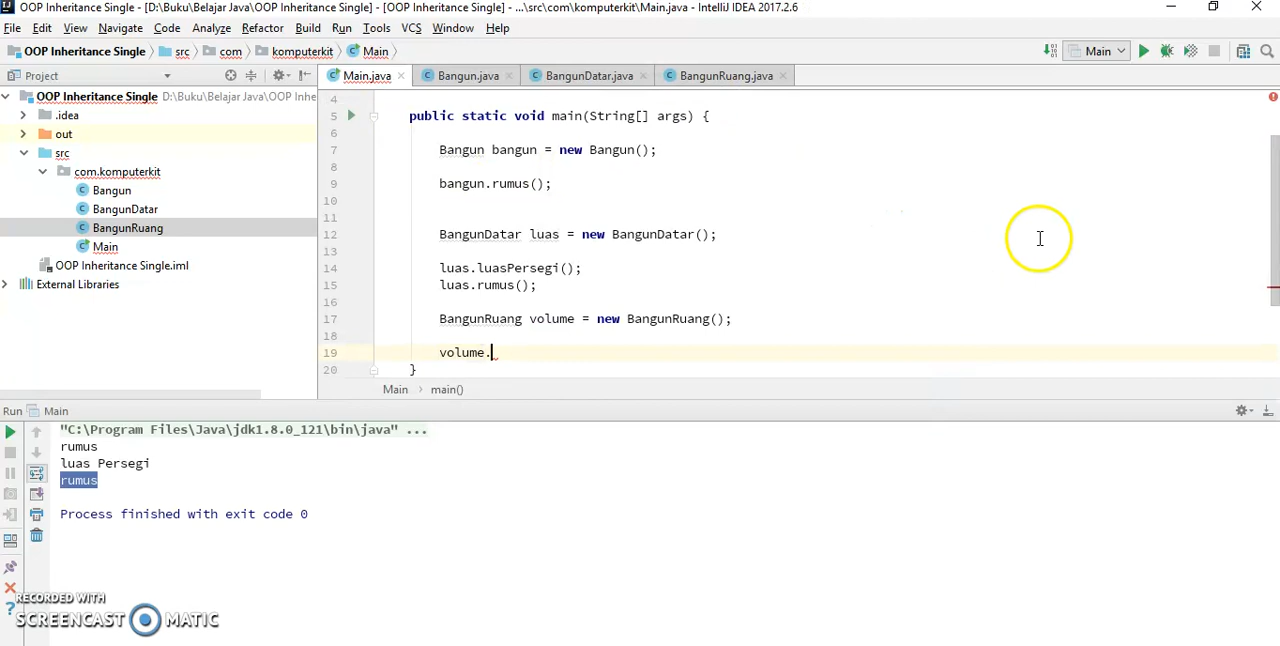 OOP Inheritance Single - [D:\Buku\Belajar Java\OOP Inheritance Single] - [OOP Inheritance Single] - ...\src\com\komputerkit\Main.java - IntelliJ IDEA 2017.2.6
File Edit View Navigate Code Analyze Refactor Build Run Tools VCS Window Help
OOP Inheritance Single src com komputerkit Main Main
Project Main.java Bangun.java BangunDatar.java BangunRuang.java
OOP Inheritance Single D:\Buku\Belajar Java\OOP Inhe
.idea
out
src
com.komputerkit
Bangun
BangunDatar
BangunRuang
Main
OOP Inheritance Single.iml
External Libraries
4
5 public static void main(String[] args) {
6
7 Bangun bangun = new Bangun();
8
9 bangun.rumus();
10
11
12 BangunDatar luas = new BangunDatar();
13
14 luas.luasPersegi();
15 luas.rumus();
16
17 BangunRuang volume = new BangunRuang();
18
19 volume.
20 }
Main main()
Run Main
"C:\Program Files\Java\jdk1.8.0_121\bin\java" ...
rumus
luas Persegi
rumus
Process finished with exit code 0
RECORDED WITH
SCREENCAST MATIC